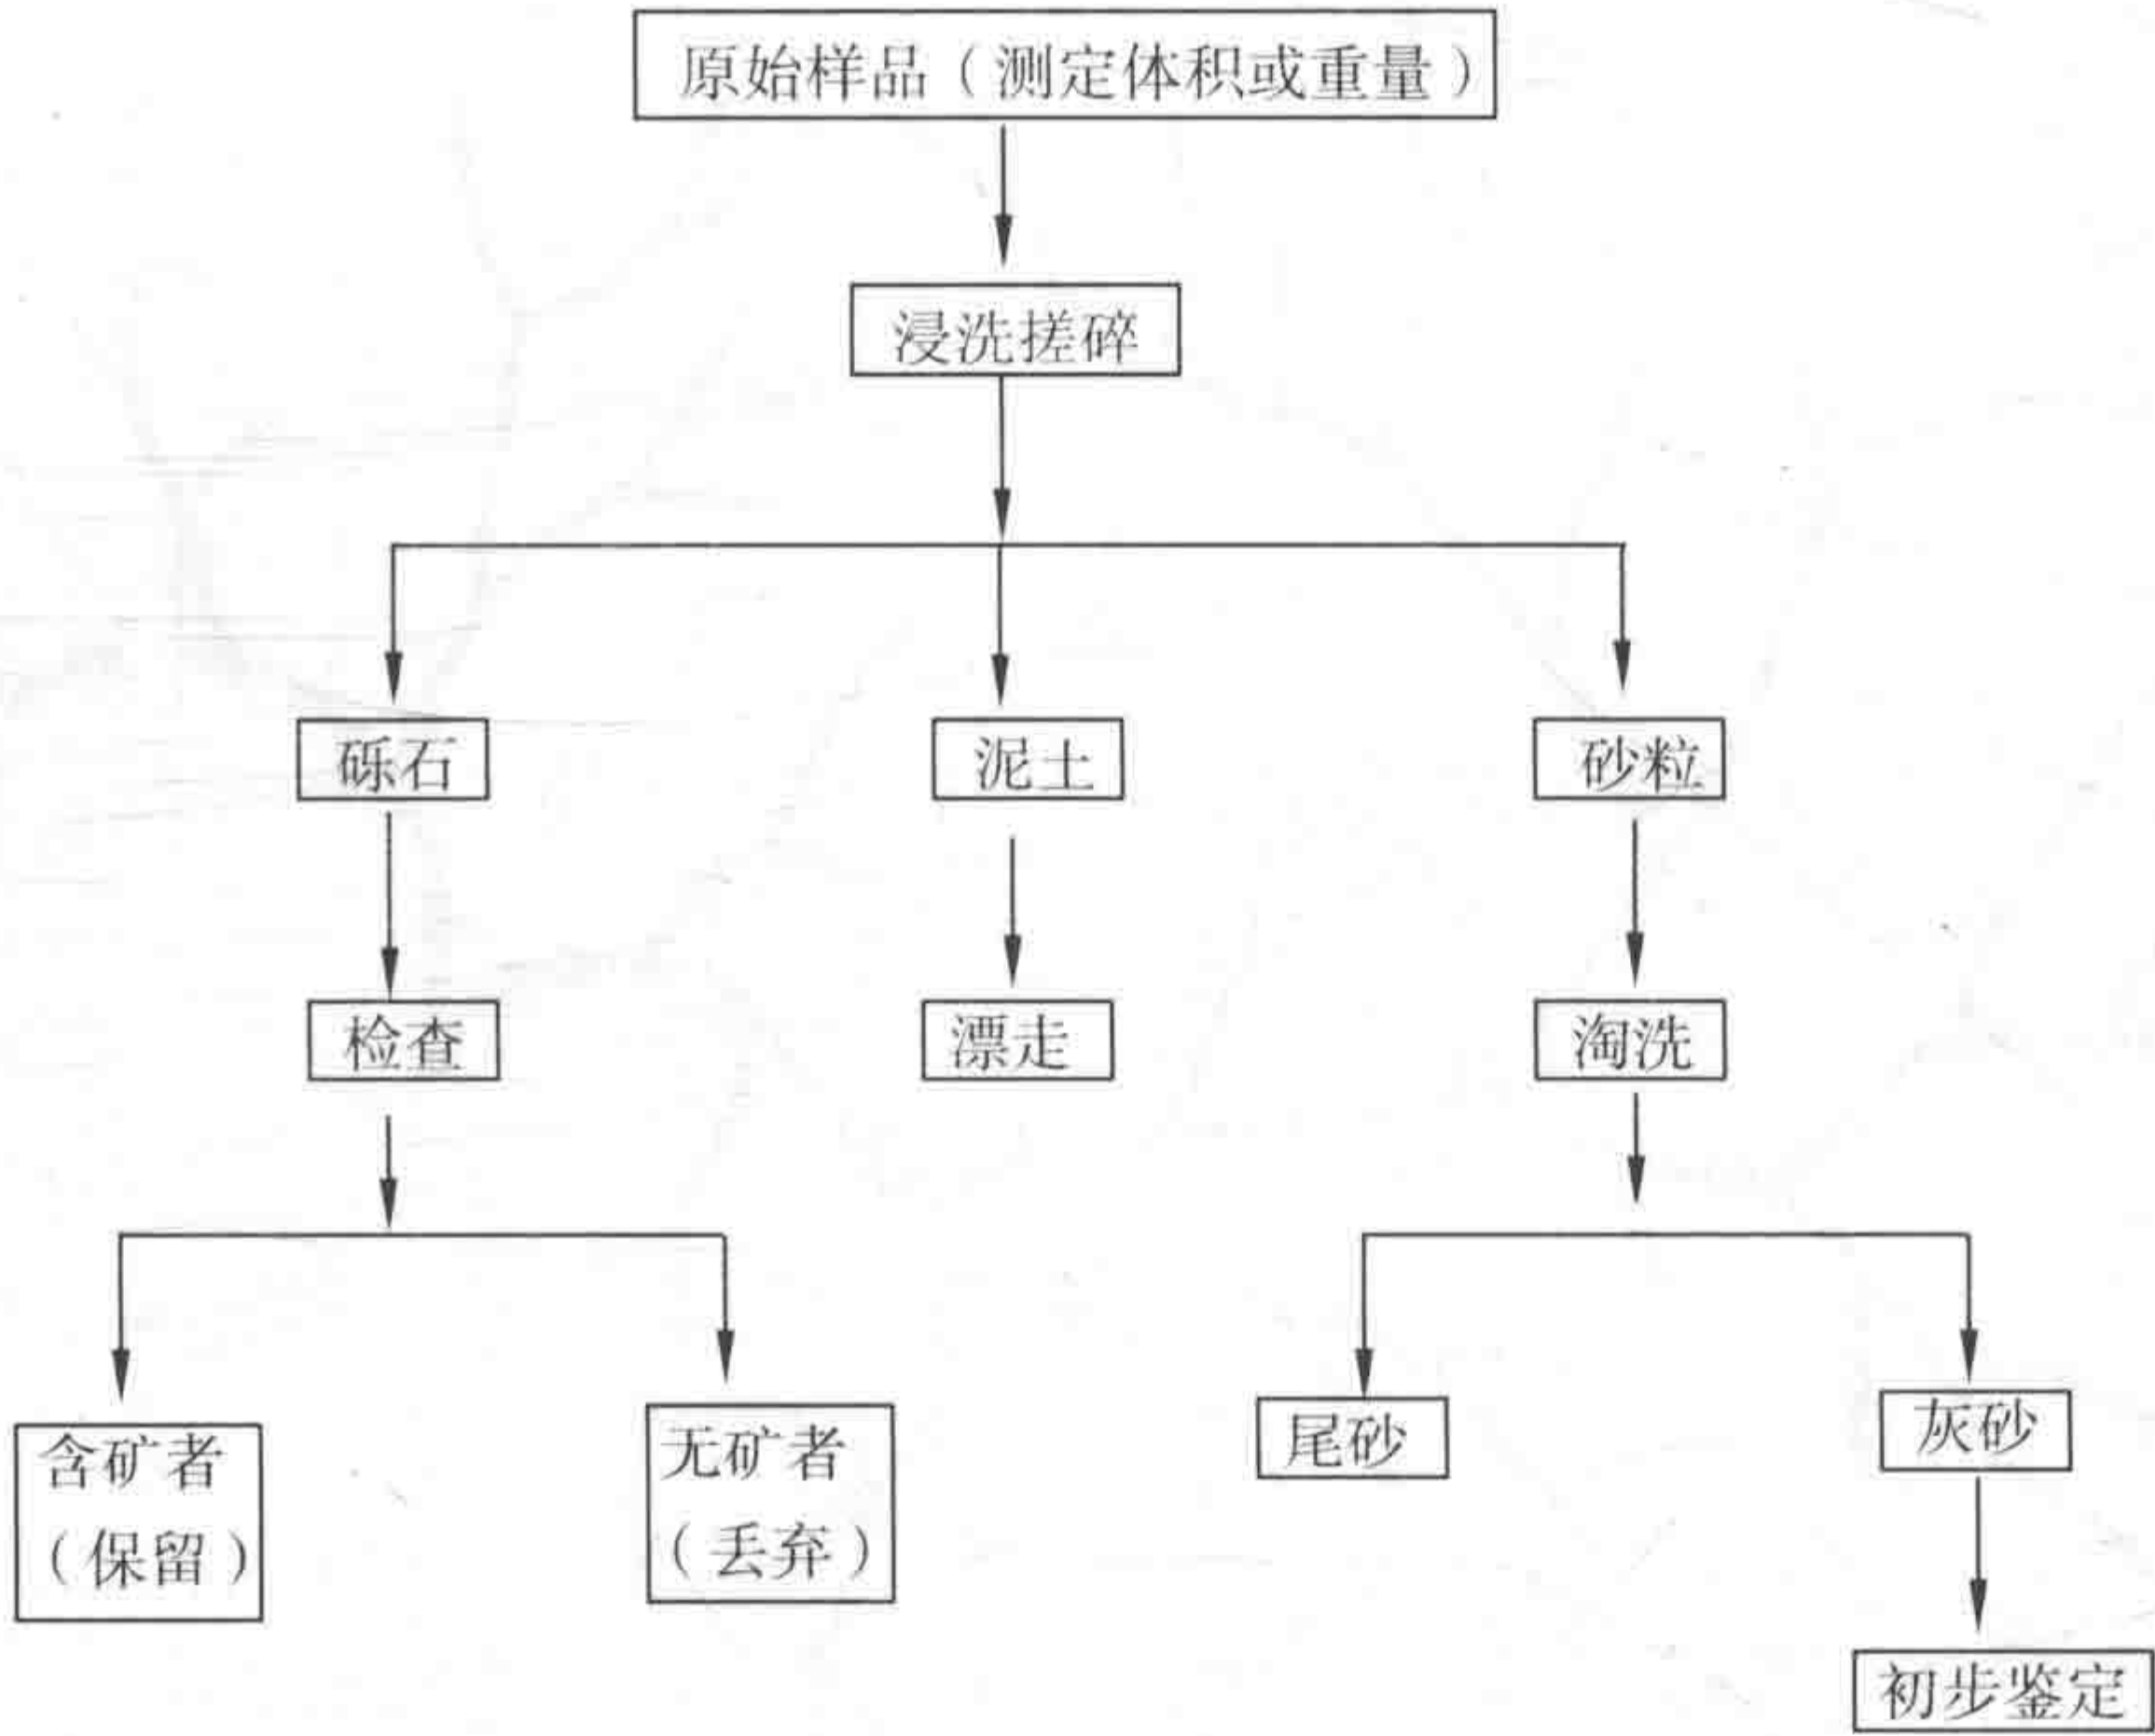 原始样品（测定体积或重量）
浸洗搓碎
砾石
泥土
砂粒
检查
漂走
淘洗
含矿者
（保留）
无矿者
（丢弃）
尾砂
灰砂
初步鉴定